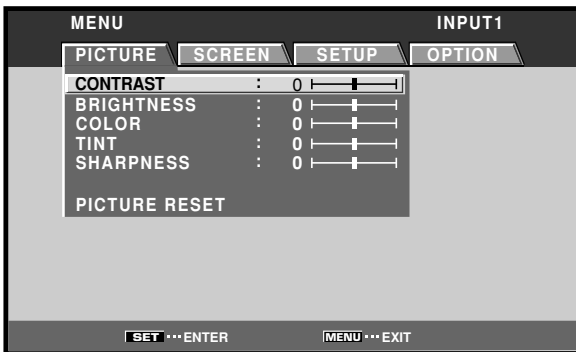 MENU INPUT1
PICTURE SCREEN SETUP OPTION
CONTRAST : 0
BRIGHTNESS : 0
COLOR : 0
TINT : 0
SHARPNESS : 0
PICTURE RESET
SET ··· ENTER MENU ··· EXIT